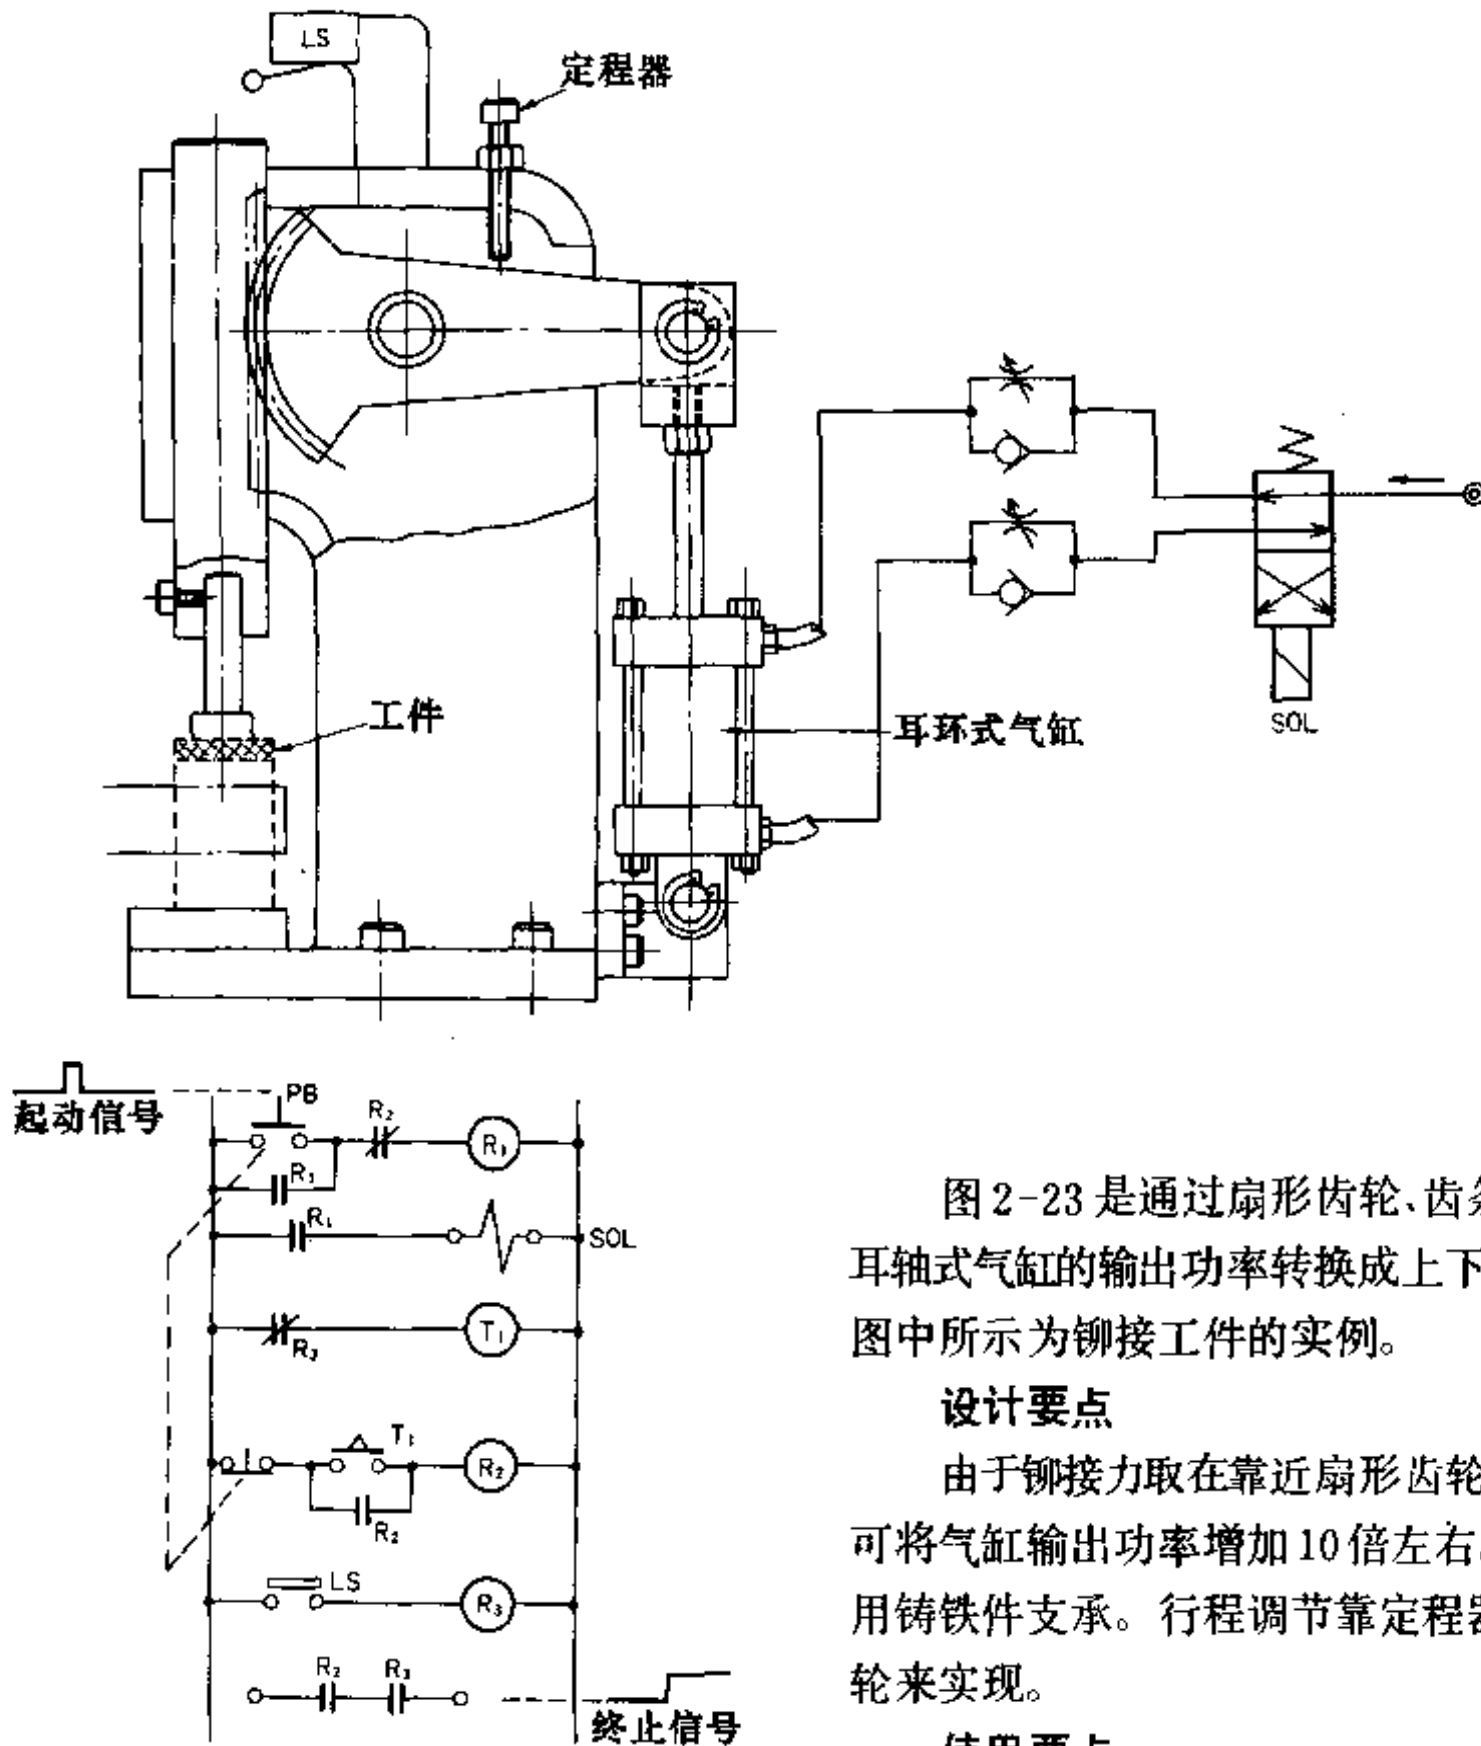 LS
定程器
工件
耳环式气缸
SOL
起动信号
PB
R₂
R₁
R₁
R₁
SOL
R₃
T₁
T₁
R₂
R₂
LS
R₃
R₂ R₃
终止信号
图2-23是通过扇形齿轮、齿条
耳轴式气缸的输出功率转换成上下
图中所示为铆接工件的实例。
设计要点
由于铆接力取在靠近扇形齿轮
可将气缸输出功率增加10倍左右。
用铸铁件支承。行程调节靠定程器
轮来实现。